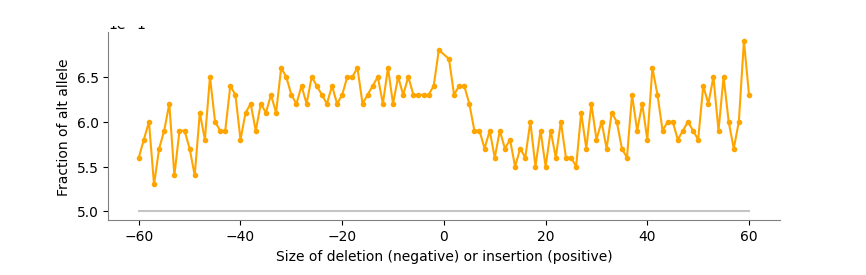 6.5
6.0
5.5
5.0
Fraction of alt allele
−60 −40 −20 0 20 40 60
Size of deletion (negative) or insertion (positive)